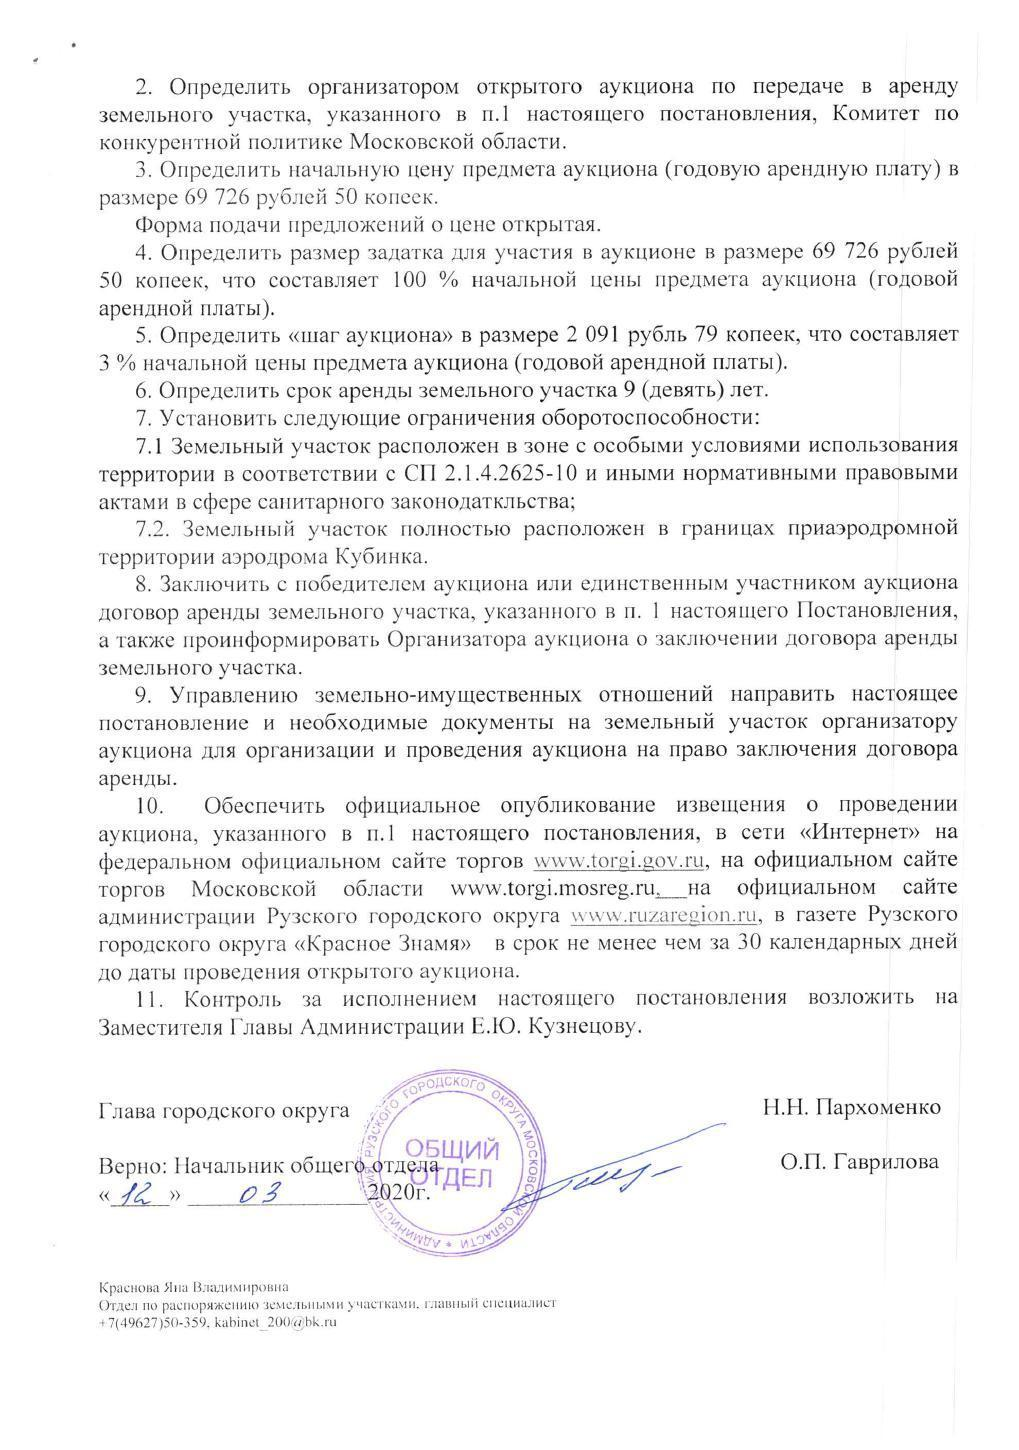 2. Определить организатором открытого аукциона по передаче в аренду
земельного участка, указанного в п.1 настоящего постановления, Комитет по
конкурентной политике Московской области.
3. Определить начальную цену предмета аукциона (годовую арендную плату) в
размере 69 726 рублей 50 копеек.
Форма подачи предложений о цене открытая.
4. Определить размер задатка для участия в аукционе в размере 69 726 рублей
50 копеек, что составляет 100 % начальной цены предмета аукциона (годовой
арендной платы).
5. Определить «шаг аукциона» в размере 2 091 рубль 79 копеек, что составляет
3 % начальной цены предмета аукциона (годовой арендной платы).
6. Определить срок аренды земельного участка 9 (девять) лет.
7. Установить следующие ограничения оборотоспособности:
7.1 Земельный участок расположен в зоне с особыми условиями использования
территории в соответствии с СП 2.1.4.2625-10 и иными нормативными правовыми
актами в сфере санитарного законодаткльства;
7.2. Земельный участок полностью расположен в границах приаэродромной
территории аэродрома Кубинка.
8. Заключить с победителем аукциона или единственным участником аукциона
договор аренды земельного участка, указанного в п. 1 настоящего Постановления,
а также проинформировать Организатора аукциона о заключении договора аренды
земельного участка.
9. Управлению земельно-имущественных отношений направить настоящее
постановление и необходимые документы на земельный участок организатору
аукциона для организации и проведения аукциона на право заключения договора
аренды.
10. Обеспечить официальное опубликование извещения о проведении
аукциона, указанного в п.1 настоящего постановления, в сети «Интернет» на
федеральном официальном сайте торгов www.torgi.gov.ru, на официальном сайте
торгов Московской области www.torgi.mosreg.ru, на официальном сайте
администрации Рузского городского округа www.ruzaregion.ru, в газете Рузского
городского округа «Красное Знамя» в срок не менее чем за 30 календарных дней
до даты проведения открытого аукциона.
11. Контроль за исполнением настоящего постановления возложить на
Заместителя Главы Администрации Е.Ю. Кузнецову.
Глава городского округа Н.Н. Пархоменко
Верно: Начальник общего отдела О.П. Гаврилова
«12» 03 2020г.
АДМИНИСТРАЦИЯ РУЗСКОГО ГОРОДСКОГО ОКРУГА МОСКОВСКОЙ ОБЛАСТИ *
ОБЩИЙ
ОТДЕЛ
Краснова Яна Владимировна
Отдел по распоряжению земельными участками, главный специалист
+7(49627)50-359, kabinet_200@bk.ru